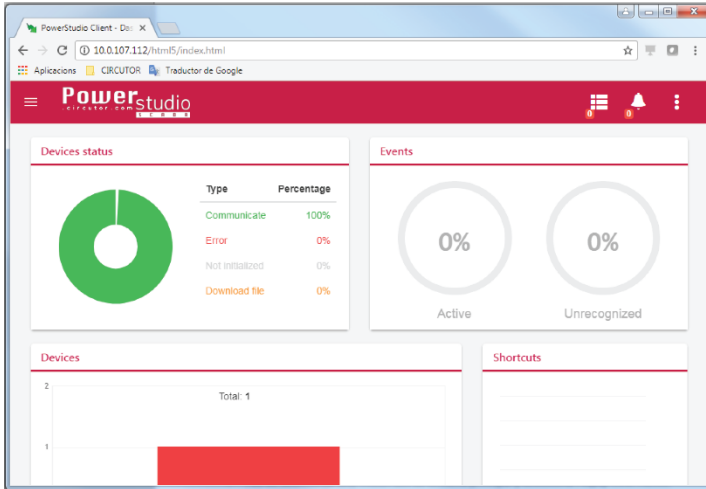 PowerStudio Client - Das
10.0.107.112/html5/index.html
Aplicacions CIRCUTOR Traductor de Google
Power studio
.circutor.com SCADA
0 0
Devices status
Type Percentage
Communicate 100%
Error 0%
Not initialized 0%
Download file 0%
Events
0% 0%
Active Unrecognized
Devices
2
Total: 1
1
Shortcuts